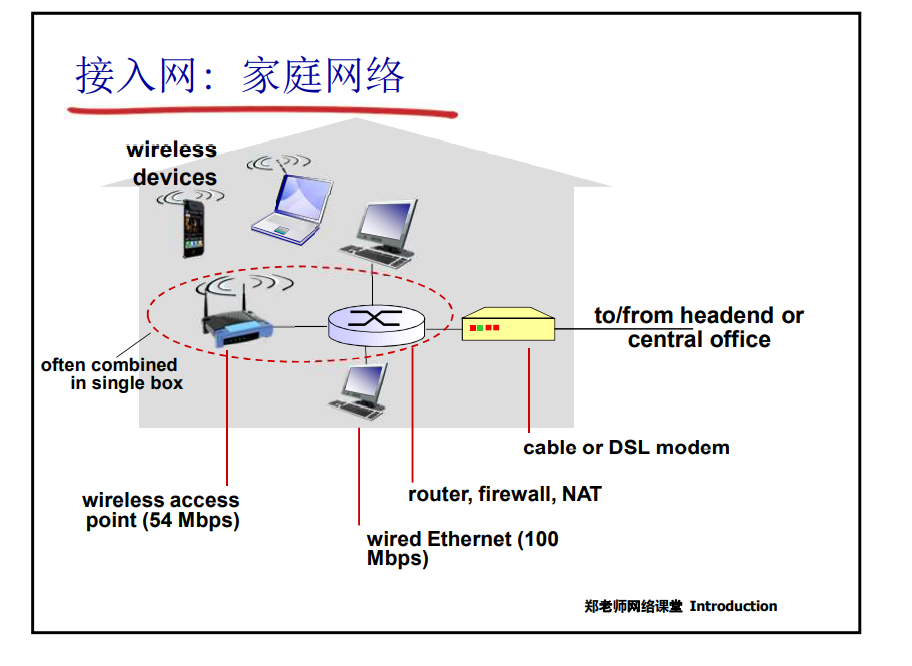 接入网：家庭网络
wireless
devices
to/from headend or
central office
often combined
in single box
cable or DSL modem
wireless access
point (54 Mbps)
router, firewall, NAT
wired Ethernet (100
Mbps)
郑老师网络课堂 Introduction